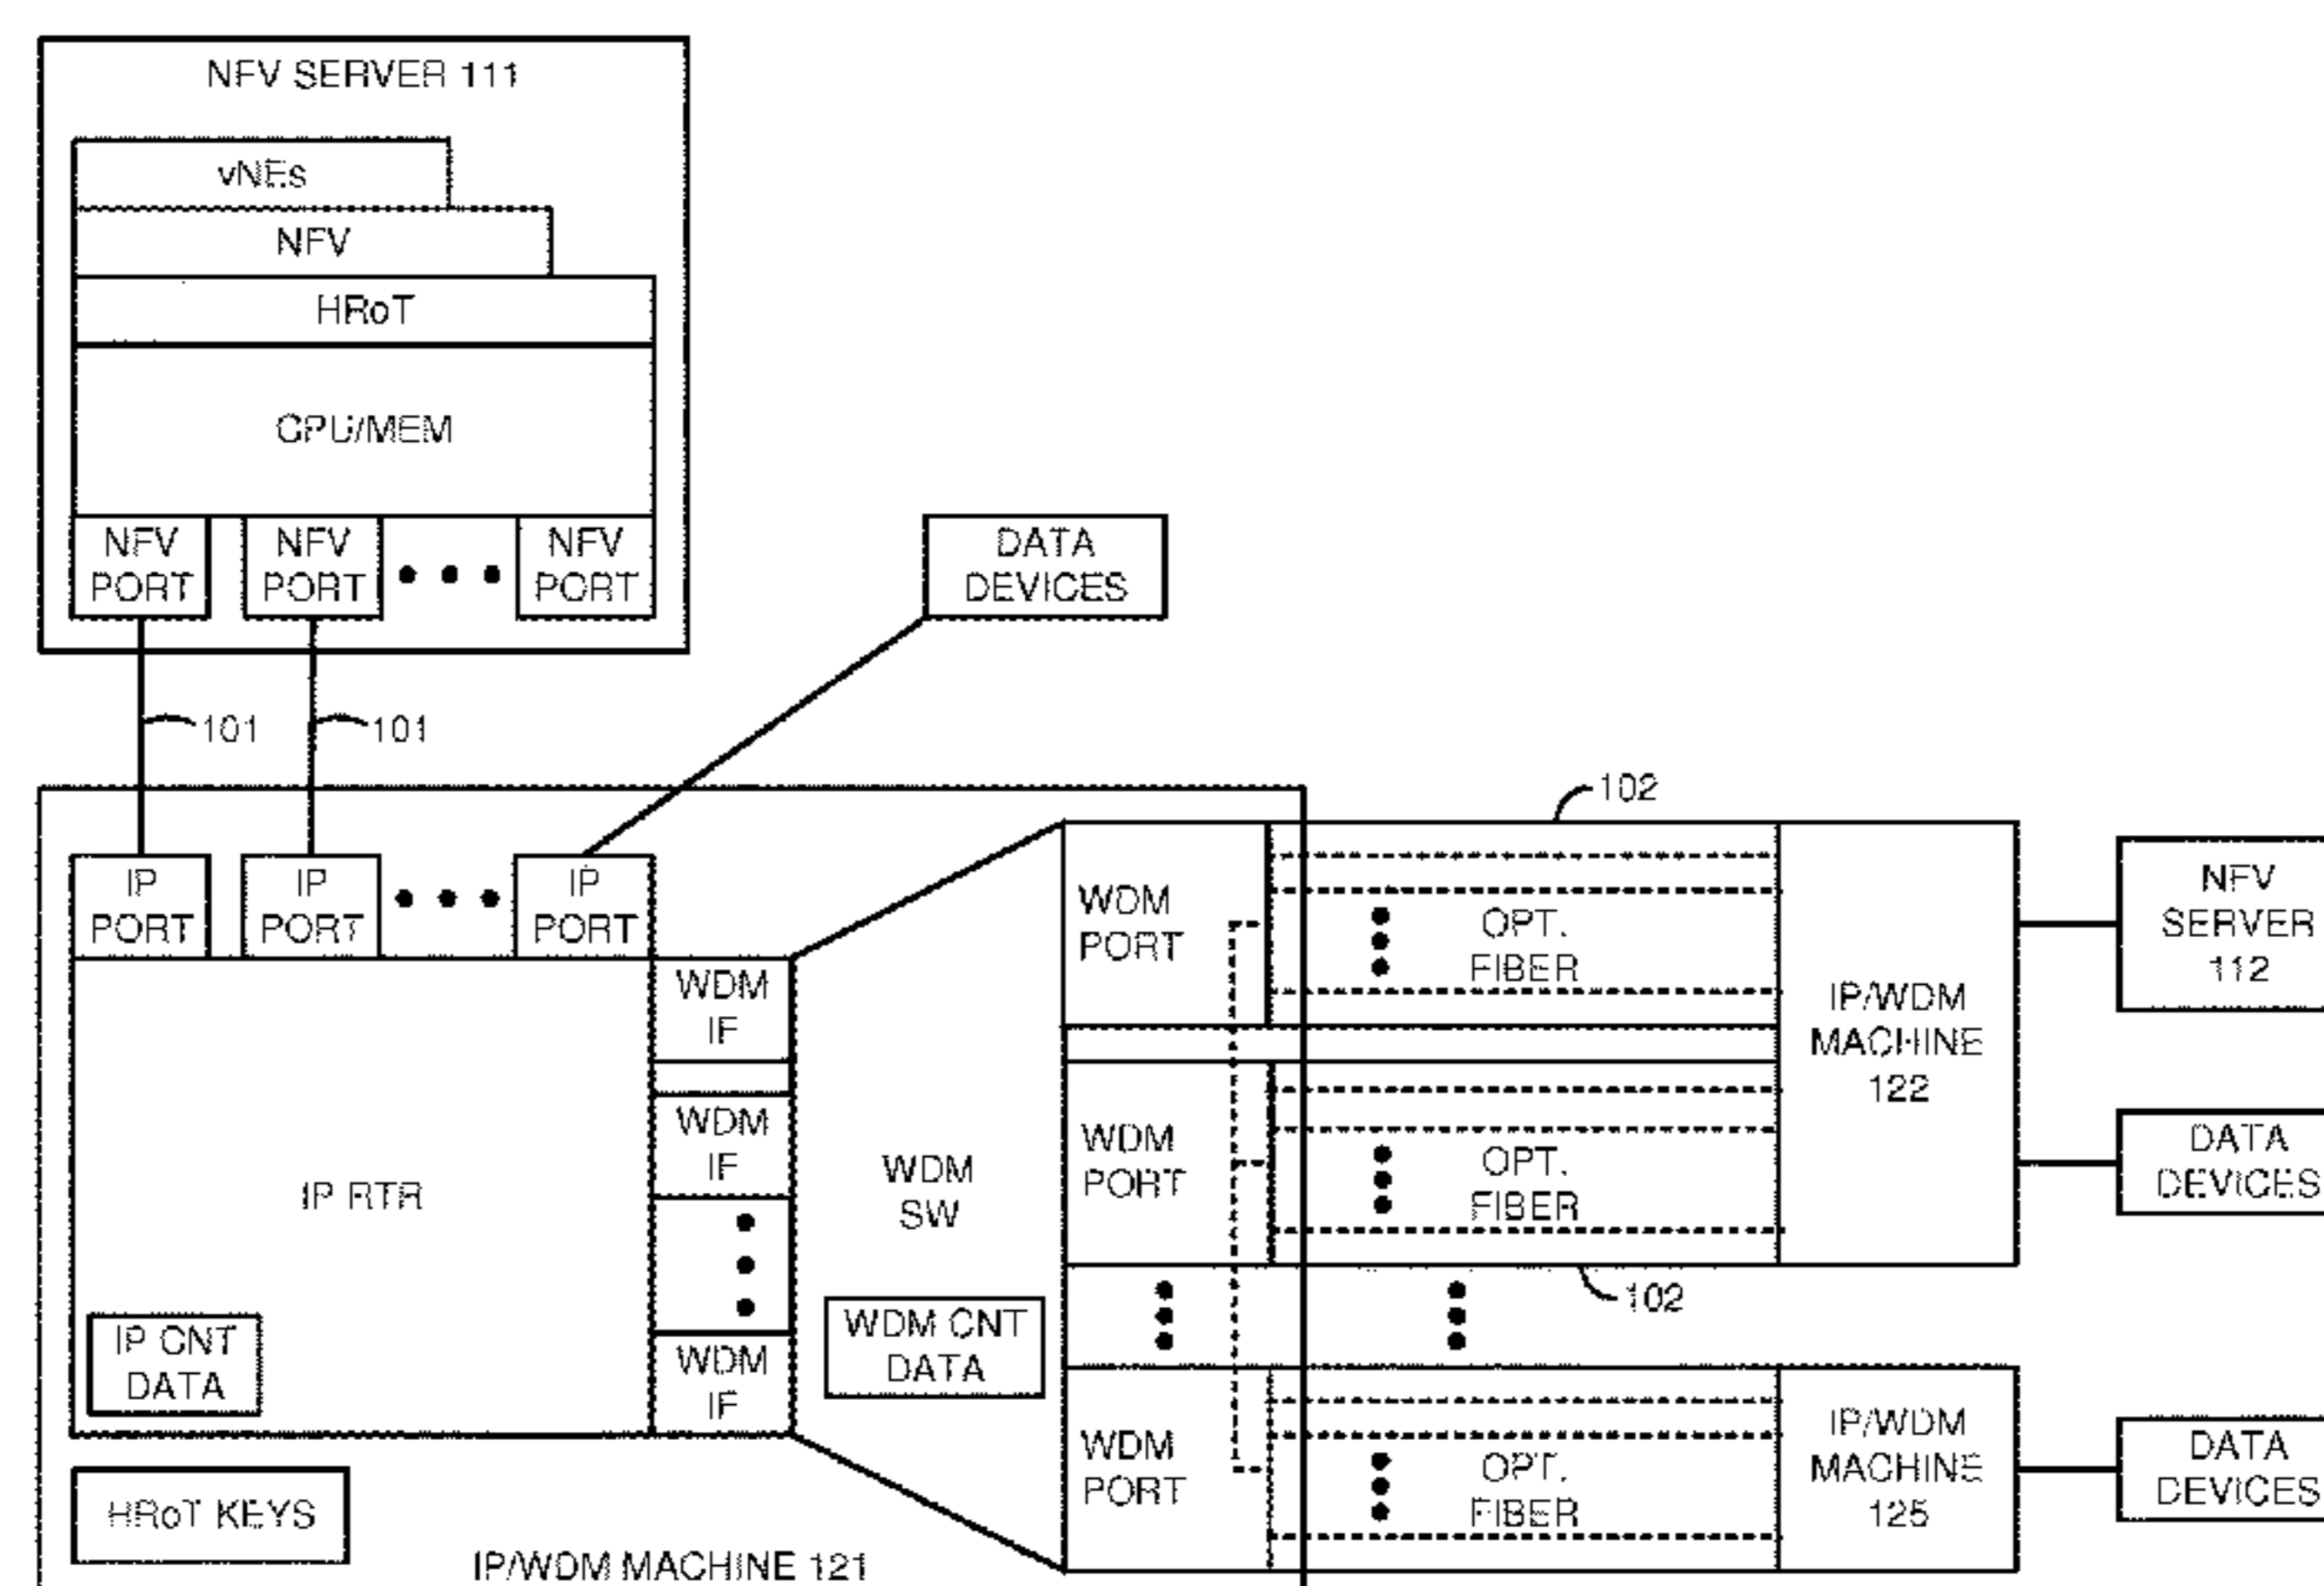 NFV SERVER 111
vNEs
NFV
HRoT
CPU/MEM
NFV
PORT
NFV
PORT
NFV
PORT
DATA
DEVICES
101
101
102
IP
PORT
IP
PORT
IP
PORT
WDM
IF
WDM
IF
WDM
IF
IP RTR
IP CNT
DATA
HRoT KEYS
WDM
SW
WDM CNT
DATA
WDM
PORT
WDM
PORT
WDM
PORT
OPT.
FIBER
OPT.
FIBER
102
OPT.
FIBER
IP/WDM
MACHINE
122
IP/WDM
MACHINE
125
NFV
SERVER
112
DATA
DEVICES
DATA
DEVICES
IP/WDM MACHINE 121